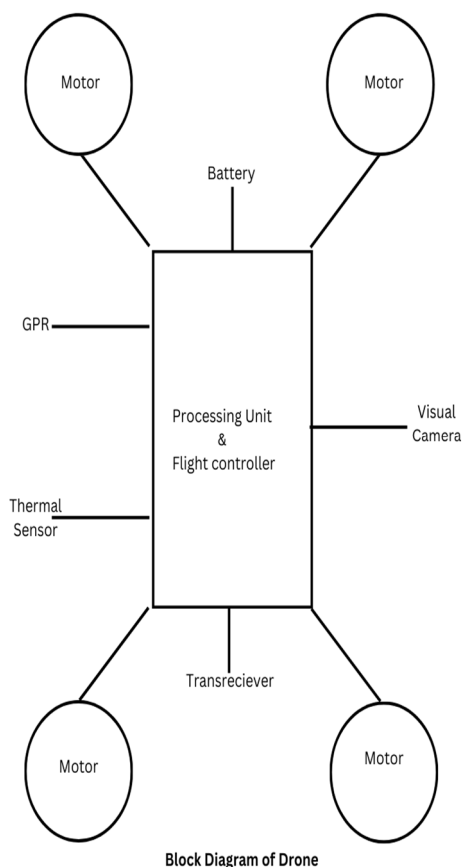 Motor
Motor
Battery
GPR
Processing Unit
&
Flight controller
Visual
Camera
Thermal
Sensor
Transreciever
Motor
Motor
Block Diagram of Drone